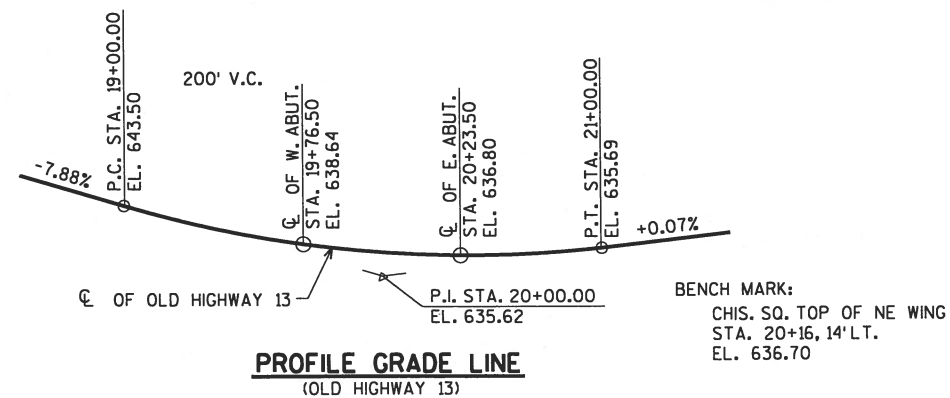 P.C. STA. 19+00.00
EL. 643.50
200' V.C.
℄ OF W. ABUT.
STA. 19+76.50
EL. 638.64
℄ OF E. ABUT.
STA. 20+23.50
EL. 636.80
P.T. STA. 21+00.00
EL. 635.69
-7.88%
+0.07%
℄ OF OLD HIGHWAY 13
P.I. STA. 20+00.00
EL. 635.62
BENCH MARK:
CHIS. SQ. TOP OF NE WING
STA. 20+16, 14' LT.
EL. 636.70
PROFILE GRADE LINE
(OLD HIGHWAY 13)